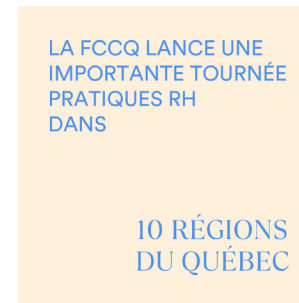 LA FCCQ LANCE UNE
IMPORTANTE TOURNÉE
PRATIQUES RH
DANS
10 RÉGIONS
DU QUÉBEC